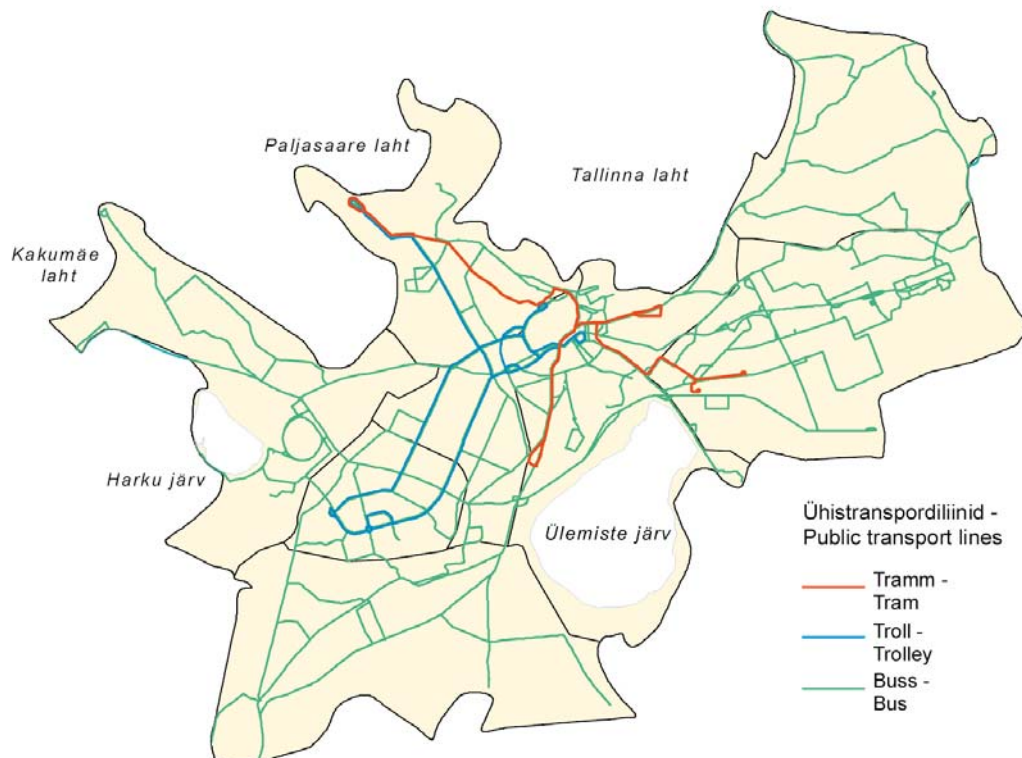 Paljasaare laht
Tallinna laht
Kakumäe
laht
Harku järv
Ülemiste järv
Ühistranspordiliinid -
Public transport lines
Tramm -
Tram
Troll -
Trolley
Buss -
Bus